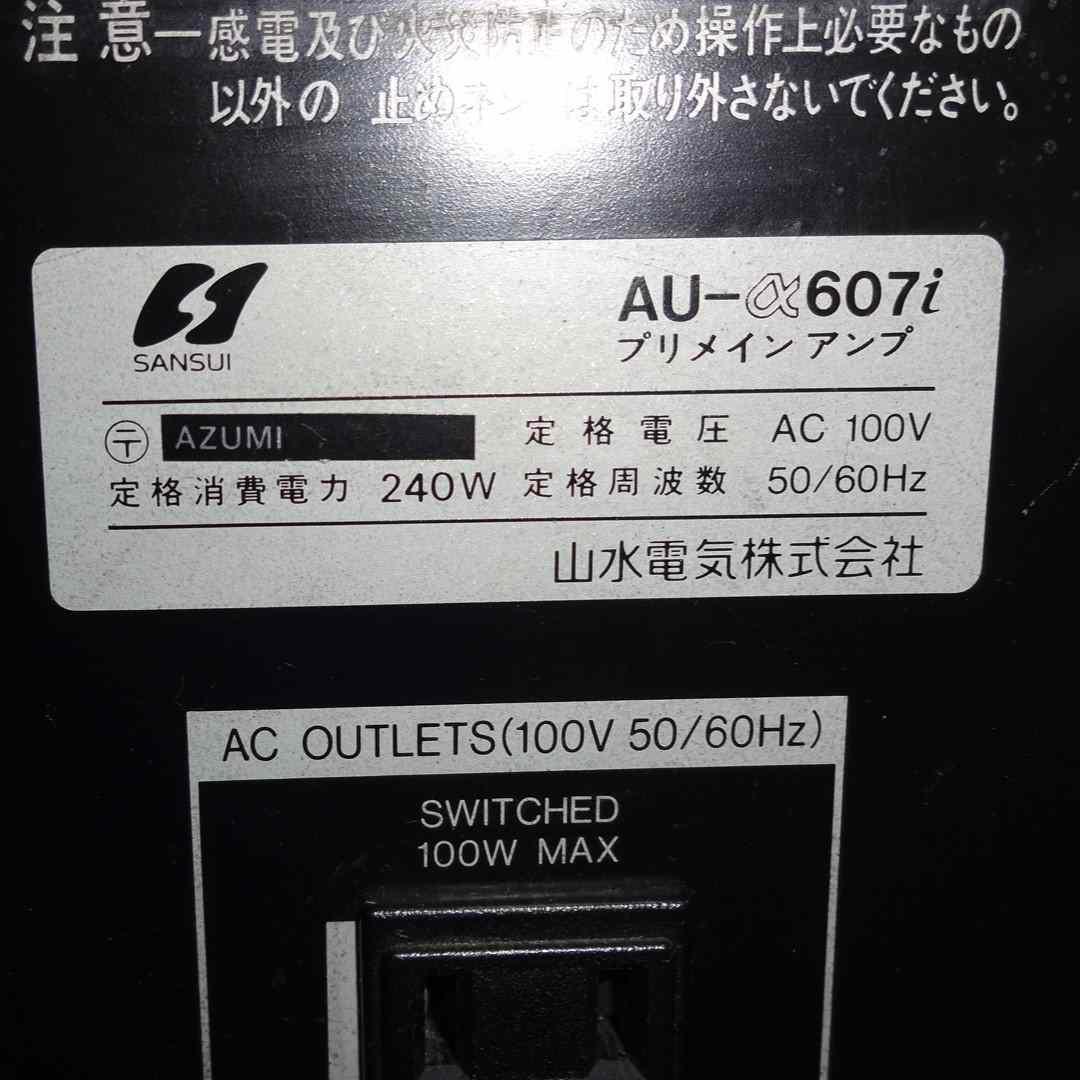 注意－感電及び火災防止のため操作上必要なもの
以外の 止めネジ は取り外さないでください。
SANSUI
AU-α607i
プリメインアンプ
〒 AZUMI 定格電圧 AC 100V
定格消費電力 240W 定格周波数 50/60Hz
山水電気株式会社
AC OUTLETS(100V 50/60Hz)
SWITCHED
100W MAX